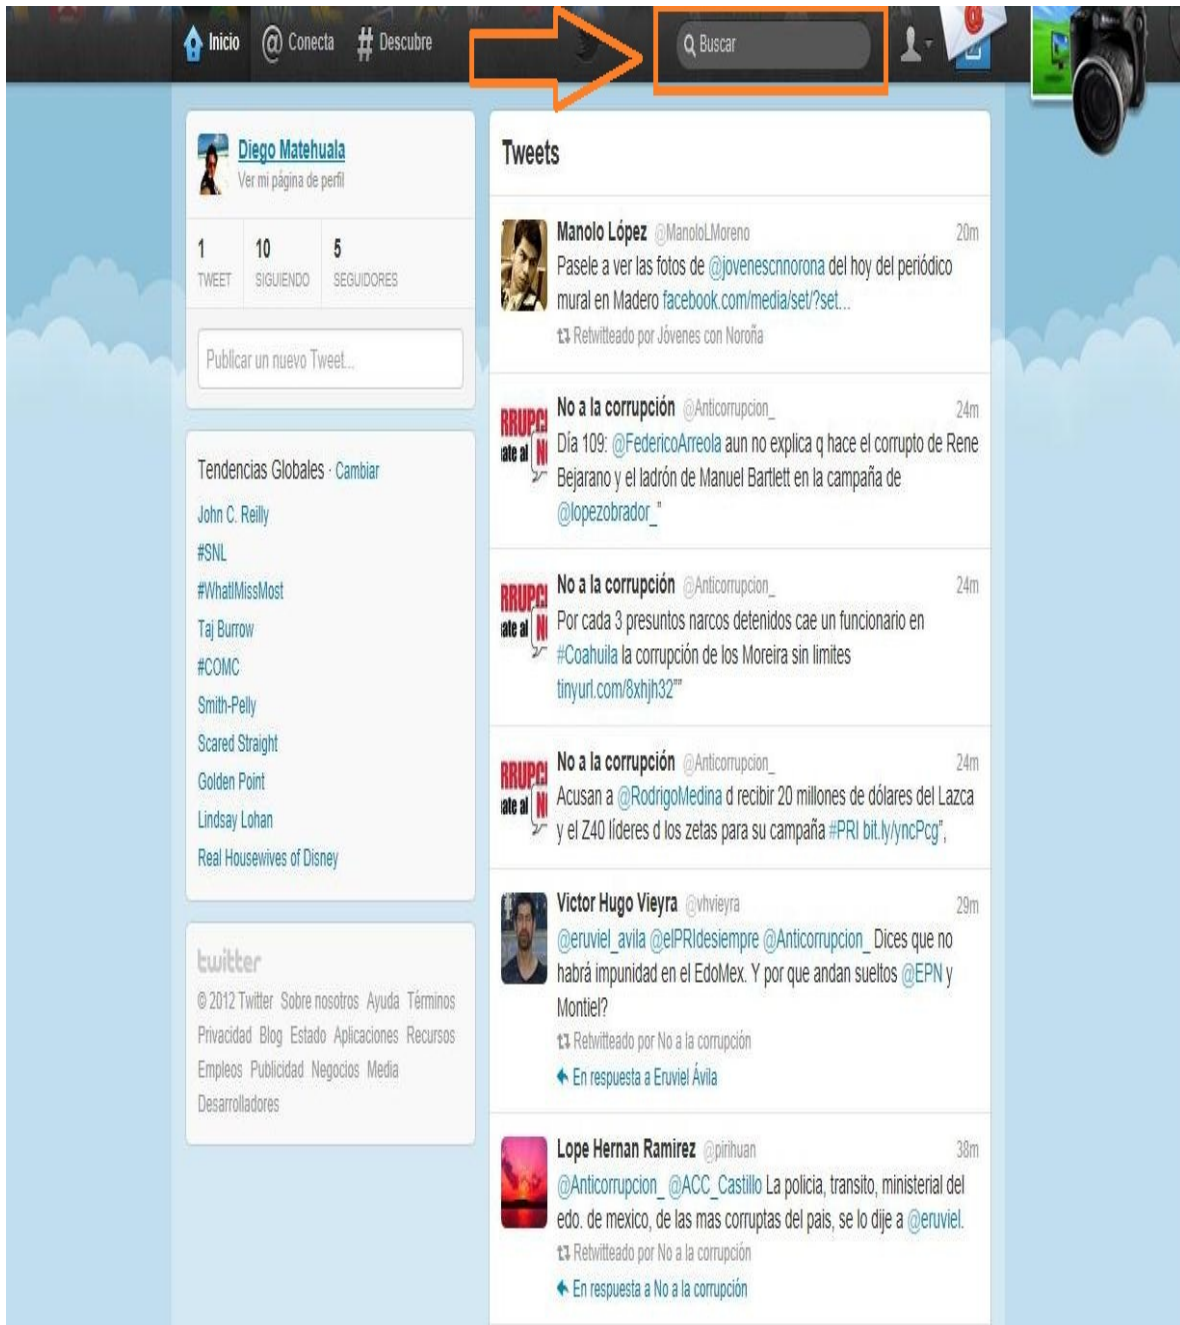 Inicio
@ Conecta
# Descubre
Buscar
Diego Matehuala
Ver mi página de perfil
1 10 5
TWEET SIGUIENDO SEGUIDORES
Publicar un nuevo Tweet...
Tendencias Globales · Cambiar
John C. Reilly
#SNL
#WhatIMissMost
Taj Burrow
#COMC
Smith-Pelly
Scared Straight
Golden Point
Lindsay Lohan
Real Housewives of Disney
twitter
© 2012 Twitter Sobre nosotros Ayuda Términos
Privacidad Blog Estado Aplicaciones Recursos
Empleos Publicidad Negocios Media
Desarrolladores
Tweets
Manolo López @ManoloLMoreno 20m
Pasele a ver las fotos de @jovenescnnorona del hoy del periódico
mural en Madero facebook.com/media/set/?set...
Retwitteado por Jóvenes con Noroña
RRUPCI
ate al N
No a la corrupción @Anticorrupcion_ 24m
Día 109: @FedericoArreola aun no explica q hace el corrupto de Rene
Bejarano y el ladrón de Manuel Bartlett en la campaña de
@lopezobrador_"
RRUPCI
ate al N
No a la corrupción @Anticorrupcion_ 24m
Por cada 3 presuntos narcos detenidos cae un funcionario en
#Coahuila la corrupción de los Moreira sin limites
tinyurl.com/8xhjh32""
RRUPCI
ate al N
No a la corrupción @Anticorrupcion_ 24m
Acusan a @RodrigoMedina d recibir 20 millones de dólares del Lazca
y el Z40 líderes d los zetas para su campaña #PRI bit.ly/yncPcg",
Victor Hugo Vieyra @vhvieyra 29m
@eruviel_avila @elPRIdesiempre @Anticorrupcion_ Dices que no
habrá impunidad en el EdoMex. Y por que andan sueltos @EPN y
Montiel?
Retwitteado por No a la corrupción
En respuesta a Eruviel Ávila
Lope Hernan Ramirez @pirihuan 38m
@Anticorrupcion_ @ACC_Castillo La policia, transito, ministerial del
edo. de mexico, de las mas corruptas del pais, se lo dije a @eruviel.
Retwitteado por No a la corrupción
En respuesta a No a la corrupción